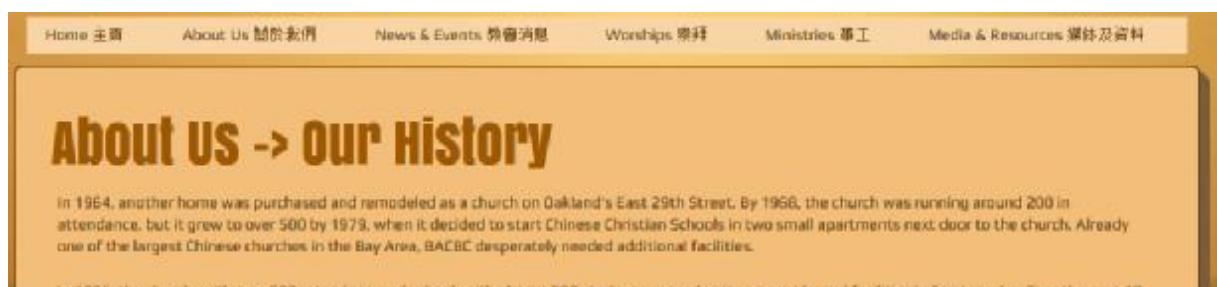 Home 主頁 About Us 關於我們 News & Events 教會消息 Worships 崇拜 Ministries 事工 Media & Resources 媒体及資料
About Us -> Our History
In 1964, another home was purchased and remodeled as a church on Oakland's East 29th Street. By 1968, the church was running around 200 in
attendance, but it grew to over 500 by 1979, when it decided to start Chinese Christian Schools in two small apartments next door to the church. Already
one of the largest Chinese churches in the Bay Area, BACBC desperately needed additional facilities.